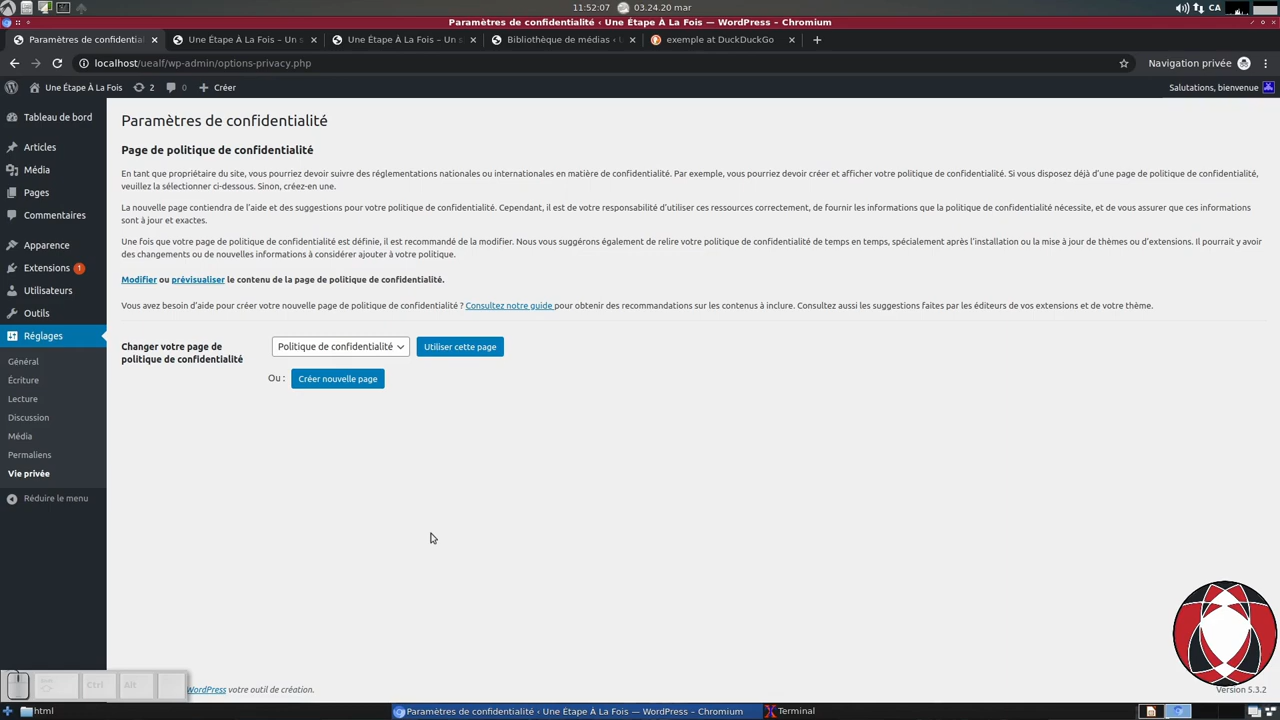 11:52:07
03.24.20 mar
CA
Paramètres de confidentialité ‹ Une Étape À La Fois — WordPress – Chromium
Paramètres de confidential
Une Étape À La Fois – Un s
Une Étape À La Fois – Un s
Bibliothèque de médias ‹ U
exemple at DuckDuckGo
localhost/uealf/wp-admin/options-privacy.php
Navigation privée
Une Étape À La Fois
2
0
Créer
Salutations, bienvenue
Tableau de bord
Articles
Média
Pages
Commentaires
Apparence
Extensions 1
Utilisateurs
Outils
Réglages
Général
Écriture
Lecture
Discussion
Média
Permaliens
Vie privée
Réduire le menu
Paramètres de confidentialité
Page de politique de confidentialité
En tant que propriétaire du site, vous pourriez devoir suivre des réglementations nationales ou internationales en matière de confidentialité. Par exemple, vous pourriez devoir créer et afficher votre politique de confidentialité. Si vous disposez déjà d'une page de politique de confidentialité,
veuillez la sélectionner ci-dessous. Sinon, créez-en une.
La nouvelle page contiendra de l'aide et des suggestions pour votre politique de confidentialité. Cependant, il est de votre responsabilité d'utiliser ces ressources correctement, de fournir les informations que la politique de confidentialité nécessite, et de vous assurer que ces informations
sont à jour et exactes.
Une fois que votre page de politique de confidentialité est définie, il est recommandé de la modifier. Nous vous suggérons également de relire votre politique de confidentialité de temps en temps, spécialement après l'installation ou la mise à jour de thèmes ou d'extensions. Il pourrait y avoir
des changements ou de nouvelles informations à considérer ajouter à votre politique.
Modifier ou prévisualiser le contenu de la page de politique de confidentialité.
Vous avez besoin d'aide pour créer votre nouvelle page de politique de confidentialité ? Consultez notre guide pour obtenir des recommandations sur les contenus à inclure. Consultez aussi les suggestions faites par les éditeurs de vos extensions et de votre thème.
Changer votre page de
politique de confidentialité
Politique de confidentialité
Utiliser cette page
Ou :
Créer nouvelle page
Ctrl
Alt
WordPress votre outil de création.
Version 5.3.2
html
Paramètres de confidentialité ‹ Une Étape À La Fois — WordPress – Chromium
Terminal